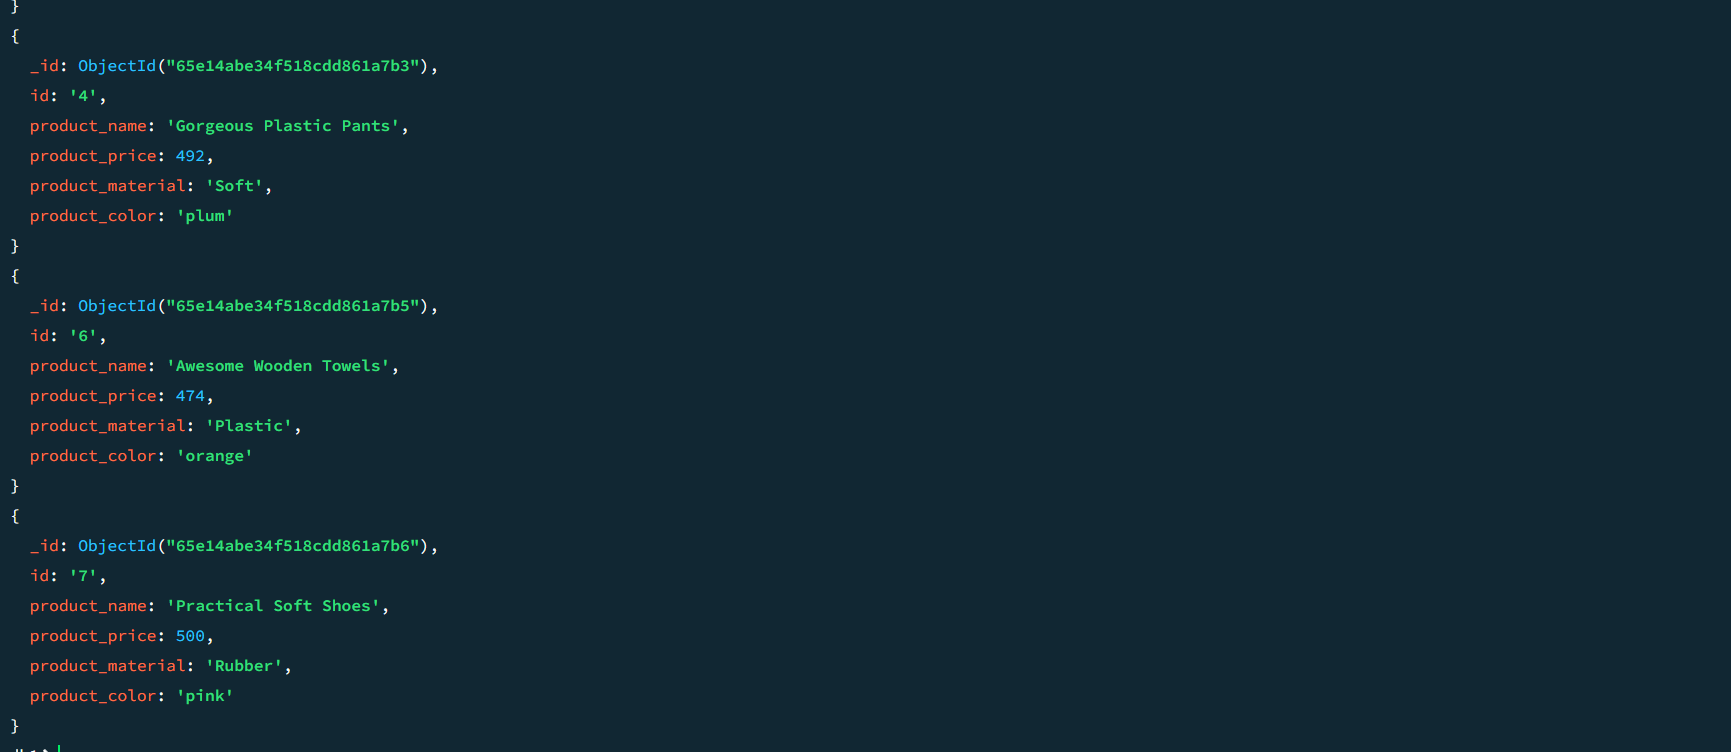 }
{
_id: ObjectId("65e14abe34f518cdd861a7b3"),
id: '4',
product_name: 'Gorgeous Plastic Pants',
product_price: 492,
product_material: 'Soft',
product_color: 'plum'
}
{
_id: ObjectId("65e14abe34f518cdd861a7b5"),
id: '6',
product_name: 'Awesome Wooden Towels',
product_price: 474,
product_material: 'Plastic',
product_color: 'orange'
}
{
_id: ObjectId("65e14abe34f518cdd861a7b6"),
id: '7',
product_name: 'Practical Soft Shoes',
product_price: 500,
product_material: 'Rubber',
product_color: 'pink'
}